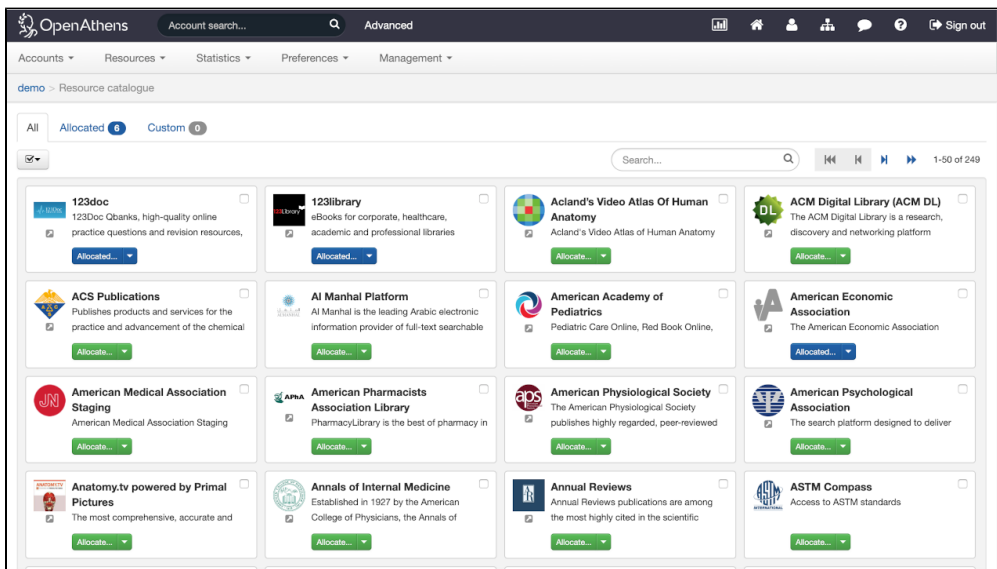 OpenAthens Account search... Advanced Sign out
Accounts Resources Statistics Preferences Management
demo > Resource catalogue
All Allocated 6 Custom 0
Search... 1-50 of 249
123doc
123Doc Qbanks, high-quality online
practice questions and revision resources,
Allocated...
123library
eBooks for corporate, healthcare,
academic and professional libraries
Allocated...
Acland's Video Atlas Of Human
Anatomy
Acland's Video Atlas of Human Anatomy
Allocate...
DL
ACM Digital Library (ACM DL)
The ACM Digital Library is a research,
discovery and networking platform
Allocate...
ACS Publications
Publishes products and services for the
practice and advancement of the chemical
Allocate...
Al Manhal Platform
Al Manhal is the leading Arabic electronic
information provider of full-text searchable
Allocate...
American Academy of
Pediatrics
Pediatric Care Online, Red Book Online,
Allocate...
American Economic
Association
The American Economic Association
Allocated...
JN
American Medical Association
Staging
American Medical Association Staging
Allocate...
APhA
American Pharmacists
Association Library
PharmacyLibrary is the best of pharmacy in
Allocate...
aps
American Physiological Society
The American Physiological Society
publishes highly regarded, peer-reviewed
Allocate...
American Psychological
Association
The search platform designed to deliver
Allocate...
ANATOMY.TV
Anatomy.tv powered by Primal
Pictures
The most comprehensive, accurate and
Allocate...
Annals of Internal Medicine
Established in 1927 by the American
College of Physicians, the Annals of
Allocate...
Annual Reviews
Annual Reviews publications are among
the most highly cited in the scientific
Allocate...
ASTM
INTERNATIONAL
ASTM Compass
Access to ASTM standards
Allocate...